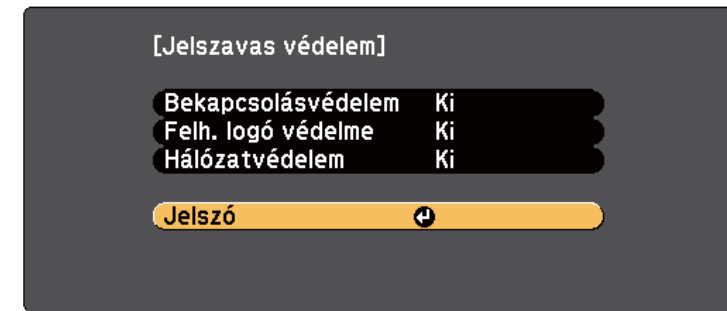 [Jelszavas védelem]
Bekapcsolásvédelem Ki
Felh. logó védelme Ki
Hálózatvédelem Ki
Jelszó